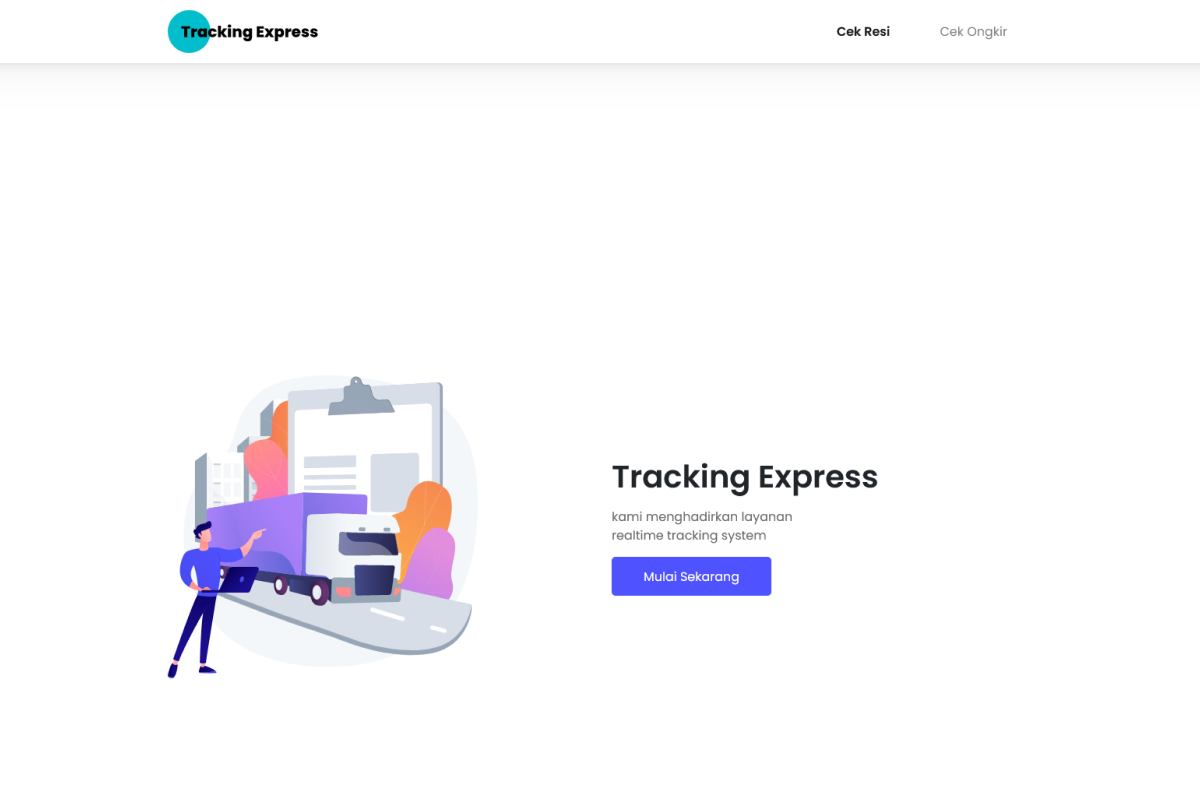 Tracking Express
Cek Resi
Cek Ongkir
Tracking Express
kami menghadirkan layanan
realtime tracking system
Mulai Sekarang